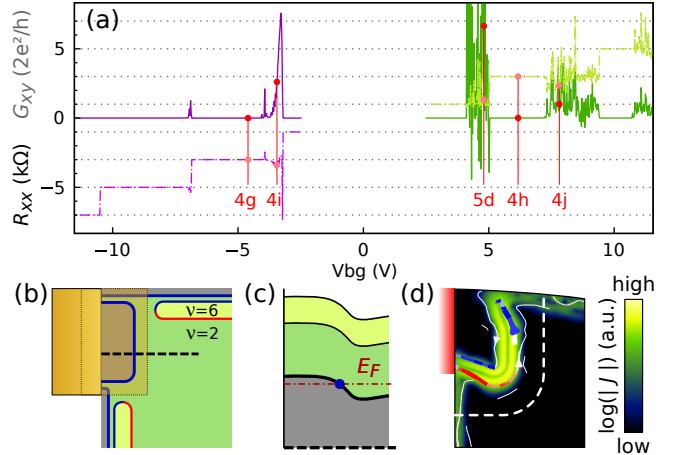 (a)
G_xy (2e²/h)
R_xx (kΩ)
5
0
−5
4g
4i
5d
4h
4j
−10
−5
0
5
10
Vbg (V)
(b)
ν=6
ν=2
(c)
E_F
(d)
high
log(|J|) (a.u.)
low